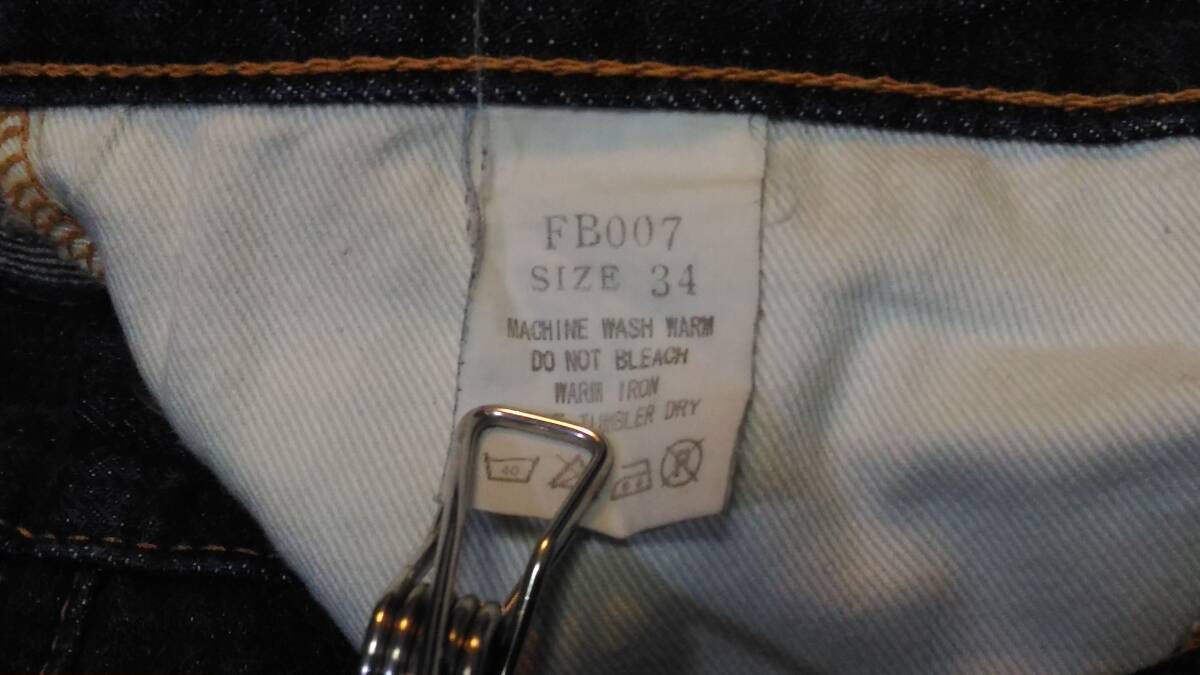 FB007
SIZE 34
MACHINE WASH WARM
DO NOT BLEACH
WARM IRON
TUMBLER DRY
40